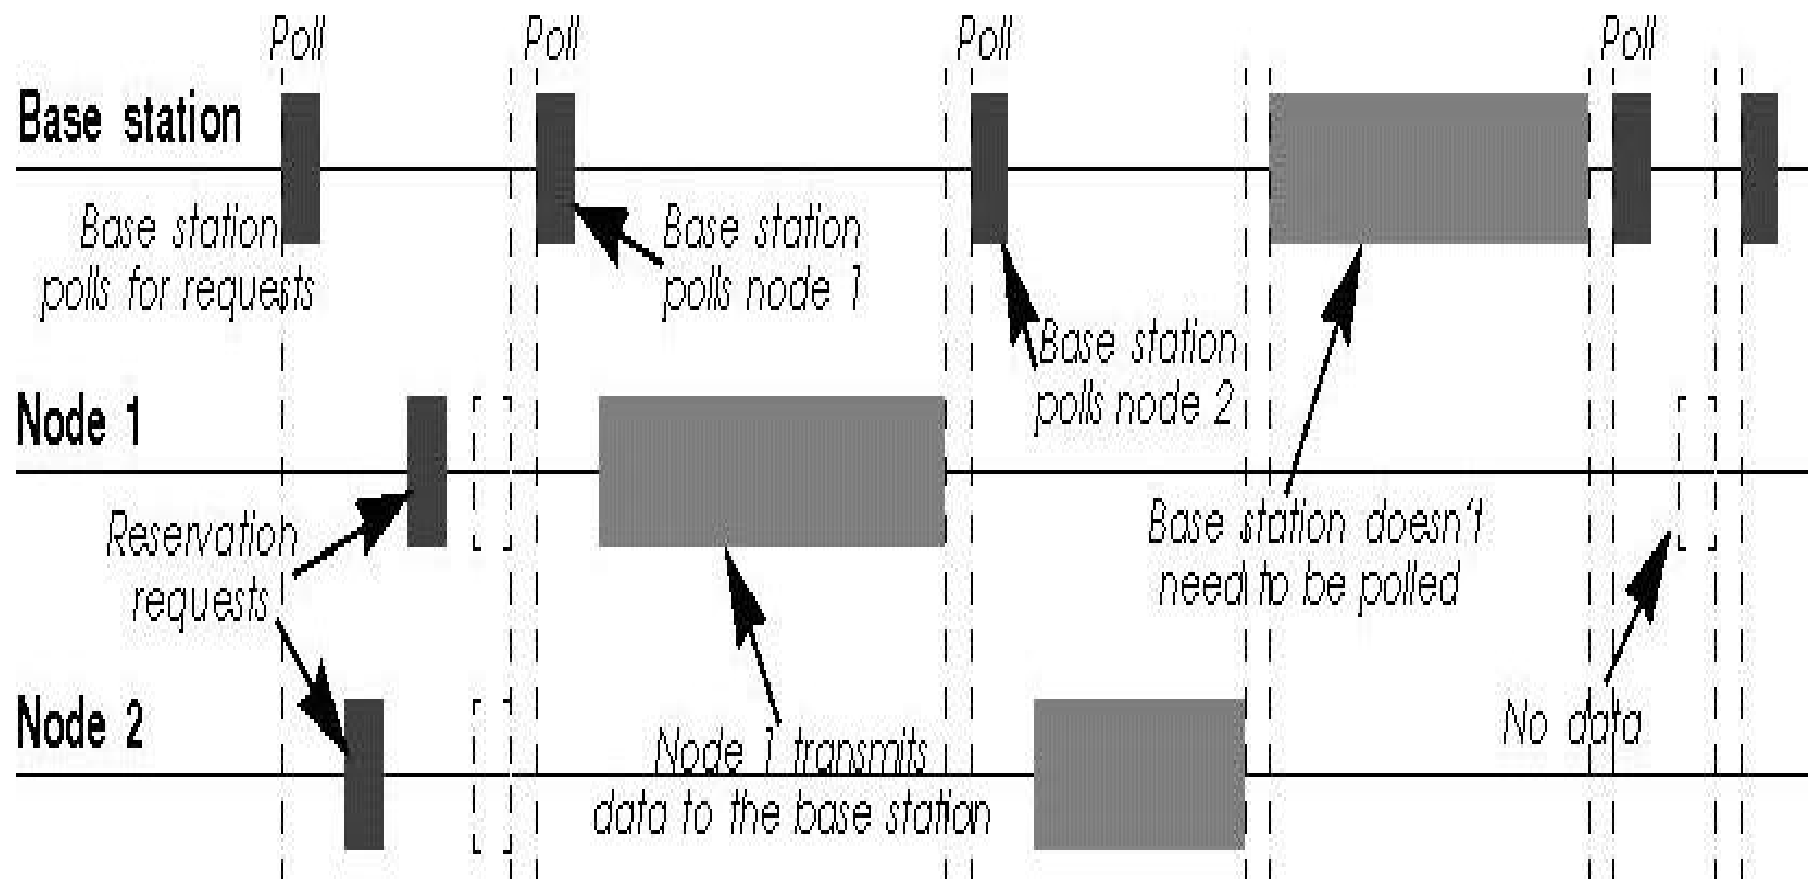 Poll
Poll
Poll
Poll
Base station
Base station
polls for requests
Base station
polls node 1
Base station
polls node 2
Node 1
Reservation
requests
Base station doesn't
need to be polled
No data
Node 2
Node 1 transmits
data to the base station